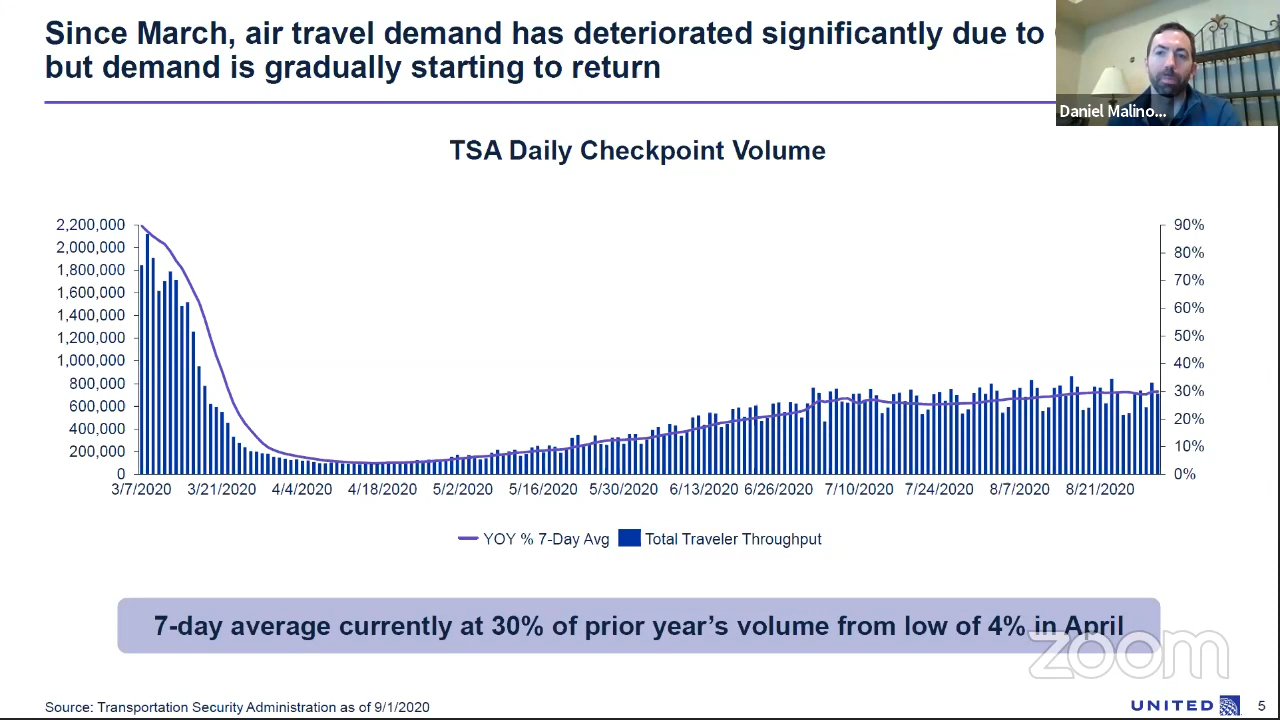 Since March, air travel demand has deteriorated significantly due to
but demand is gradually starting to return
Daniel Malino...
TSA Daily Checkpoint Volume
2,200,000
2,000,000
1,800,000
1,600,000
1,400,000
1,200,000
1,000,000
800,000
600,000
400,000
200,000
0
90%
80%
70%
60%
50%
40%
30%
20%
10%
0%
3/7/2020 3/21/2020 4/4/2020 4/18/2020 5/2/2020 5/16/2020 5/30/2020 6/13/2020 6/26/2020 7/10/2020 7/24/2020 8/7/2020 8/21/2020
YOY % 7-Day Avg Total Traveler Throughput
7-day average currently at 30% of prior year’s volume from low of 4% in April
zoom
Source: Transportation Security Administration as of 9/1/2020
UNITED 5